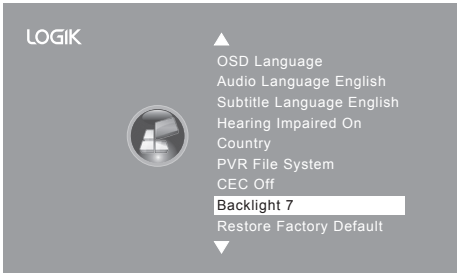 LOGIK
OSD Language
Audio Language English
Subtitle Language English
Hearing Impaired On
Country
PVR File System
CEC Off
Backlight 7
Restore Factory Default